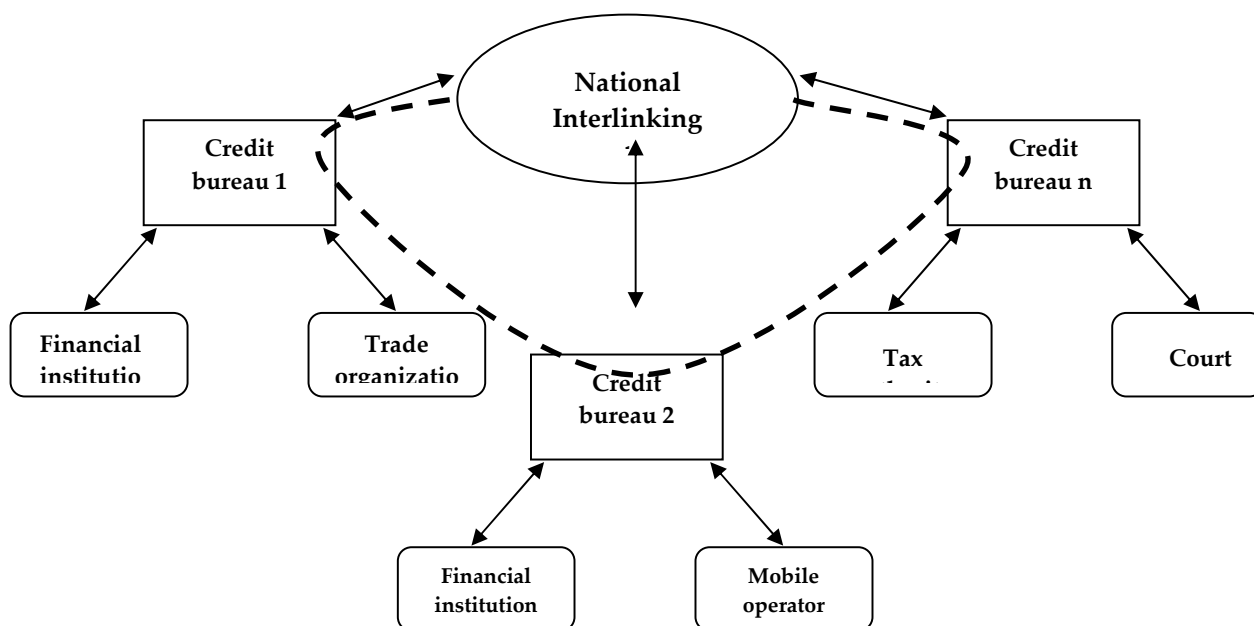 National
Interlinking
Credit
bureau 1
Credit
bureau n
Financial
institutio
Trade
organizatio
Tax
Court
Credit
bureau 2
Financial
institution
Mobile
operator